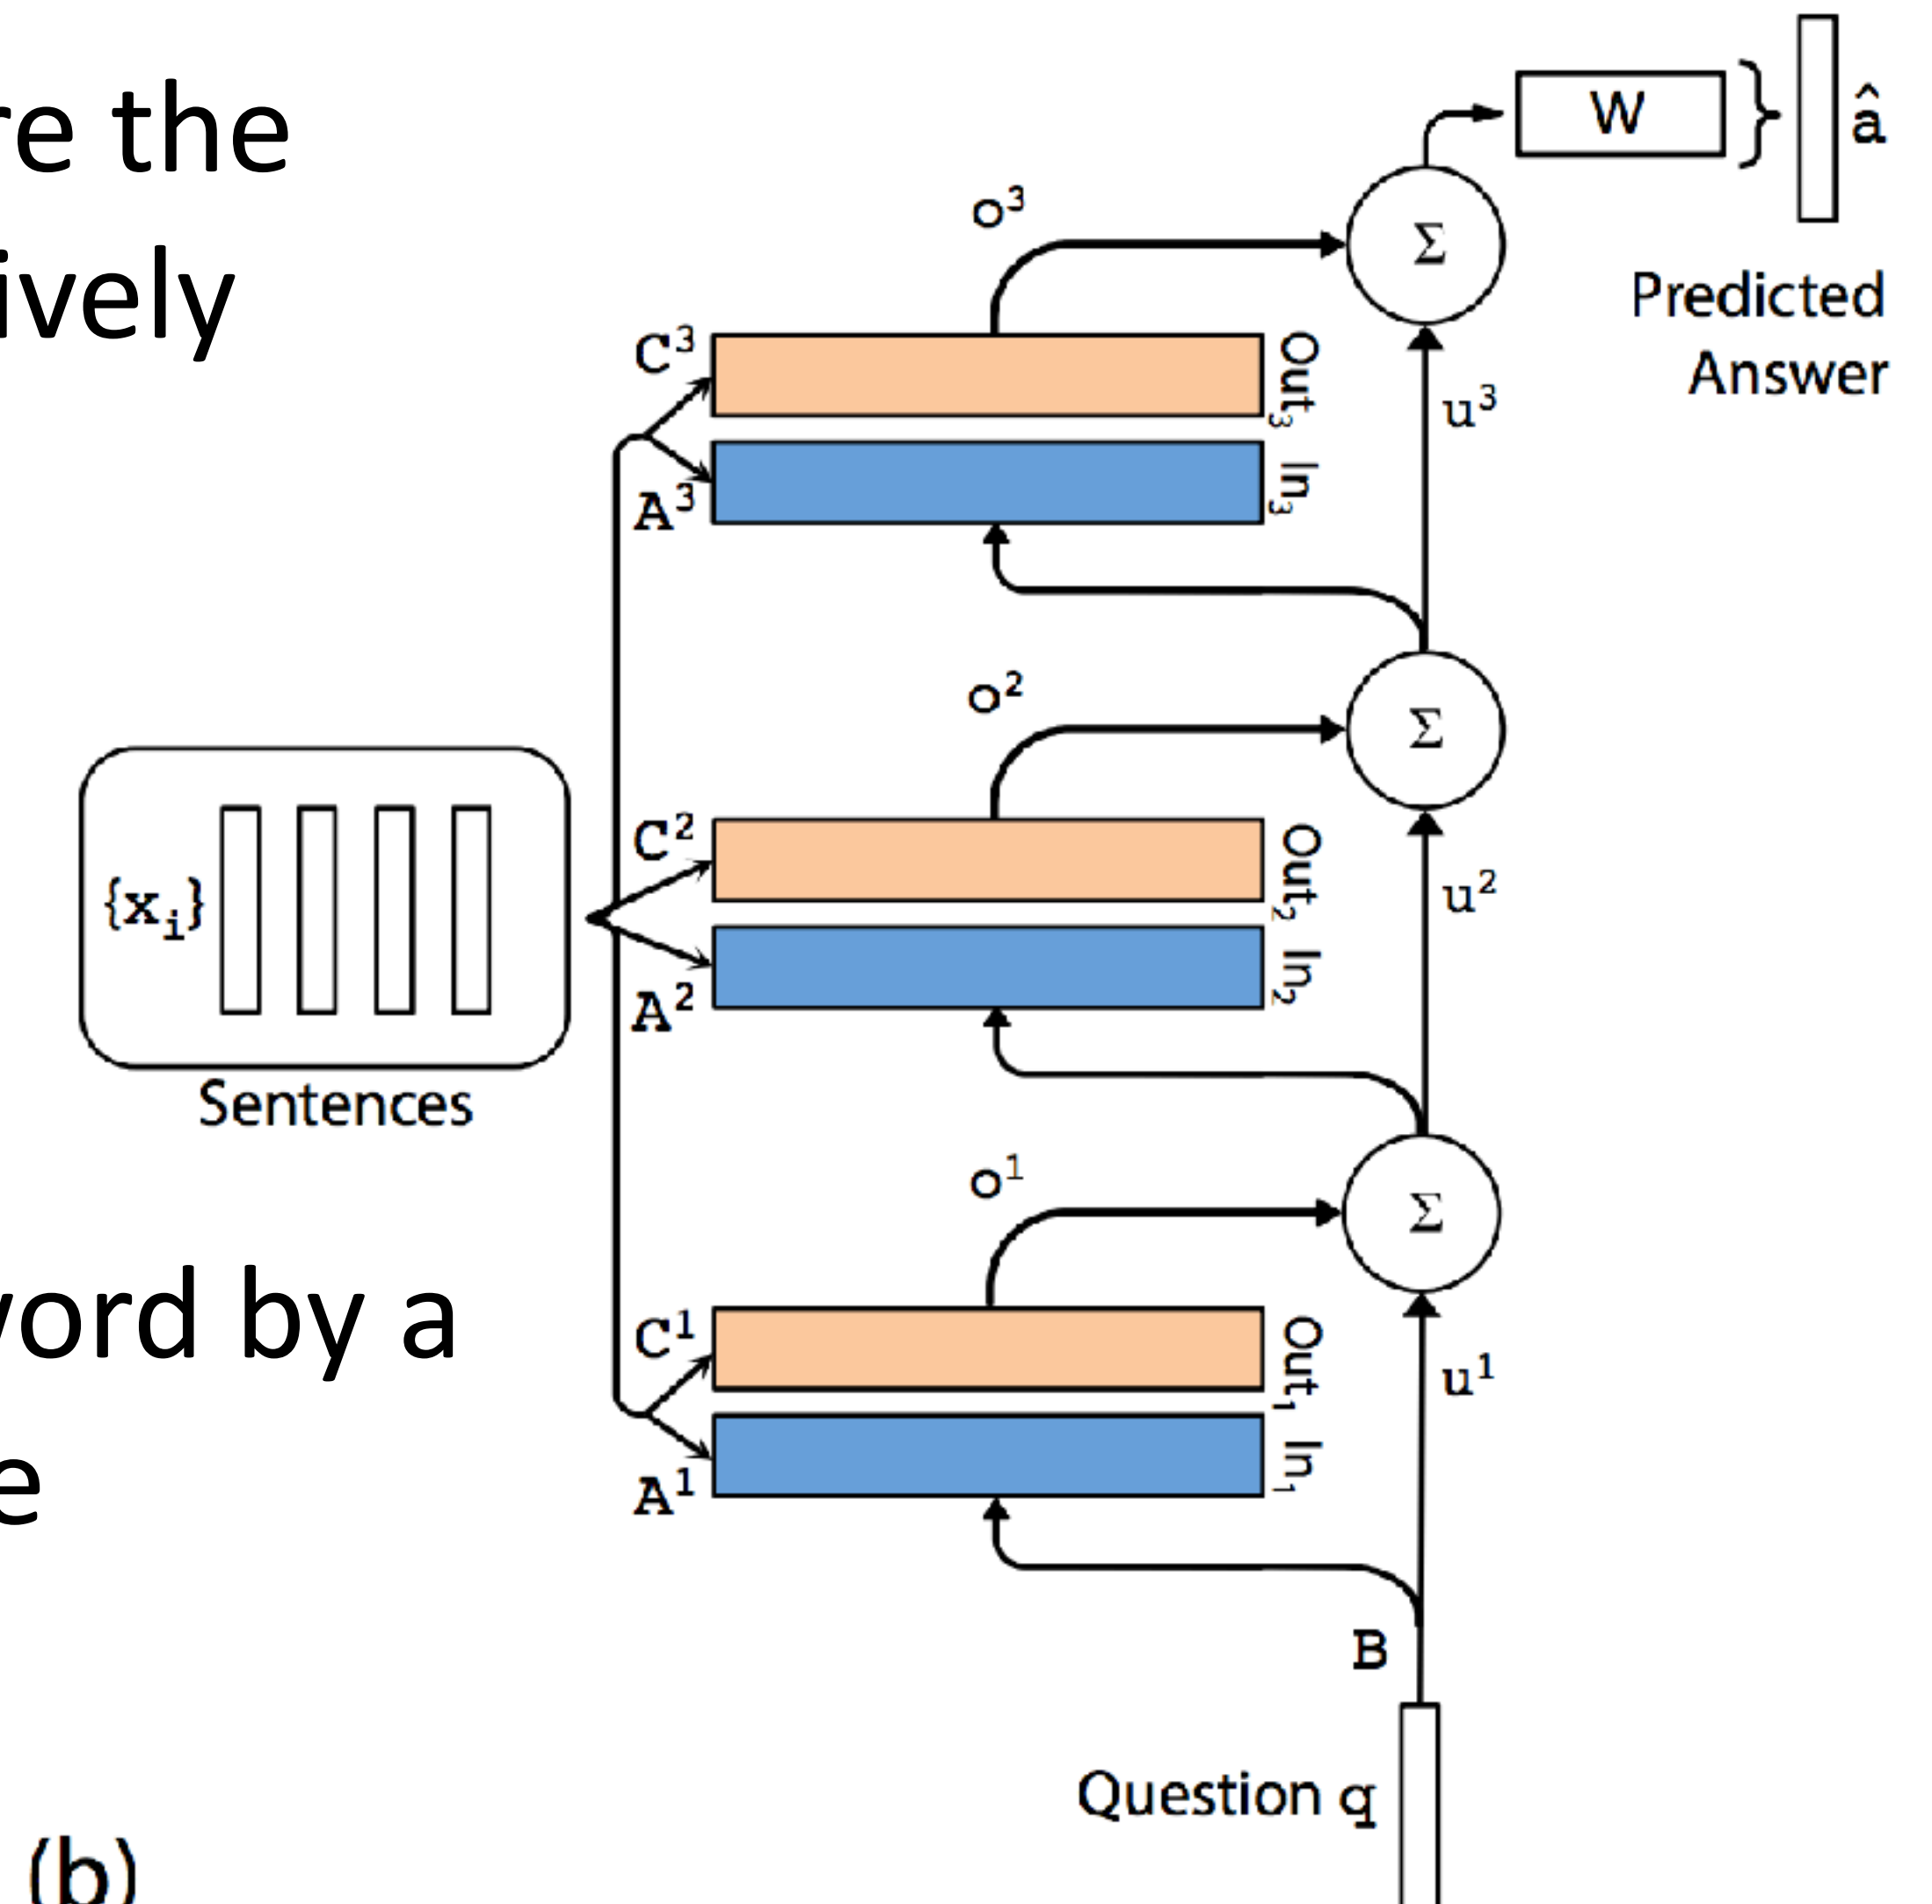 re the
ively
W
â
o³
Σ
Predicted
Answer
C³
Out₃
u³
A³
In₃
o²
Σ
C²
Out₂
u²
{xᵢ}
A²
In₂
Sentences
o¹
Σ
word by a
C¹
Out₁
u¹
e
A¹
In₁
B
Question q
(b)